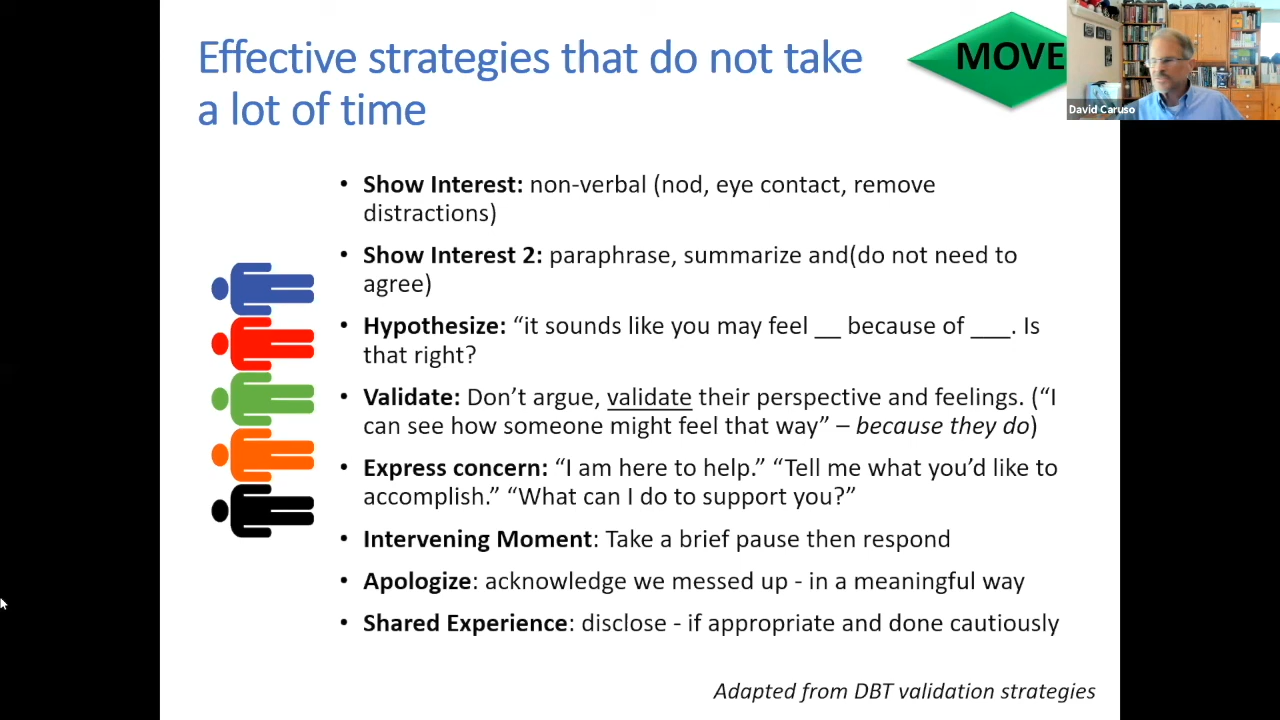 Effective strategies that do not take
a lot of time
MOVE
David Caruso
• Show Interest: non-verbal (nod, eye contact, remove
distractions)
• Show Interest 2: paraphrase, summarize and(do not need to
agree)
• Hypothesize: “it sounds like you may feel __ because of ___. Is
that right?
• Validate: Don’t argue, validate their perspective and feelings. (“I
can see how someone might feel that way” – because they do)
• Express concern: “I am here to help.” “Tell me what you’d like to
accomplish.” “What can I do to support you?”
• Intervening Moment: Take a brief pause then respond
• Apologize: acknowledge we messed up - in a meaningful way
• Shared Experience: disclose - if appropriate and done cautiously
Adapted from DBT validation strategies